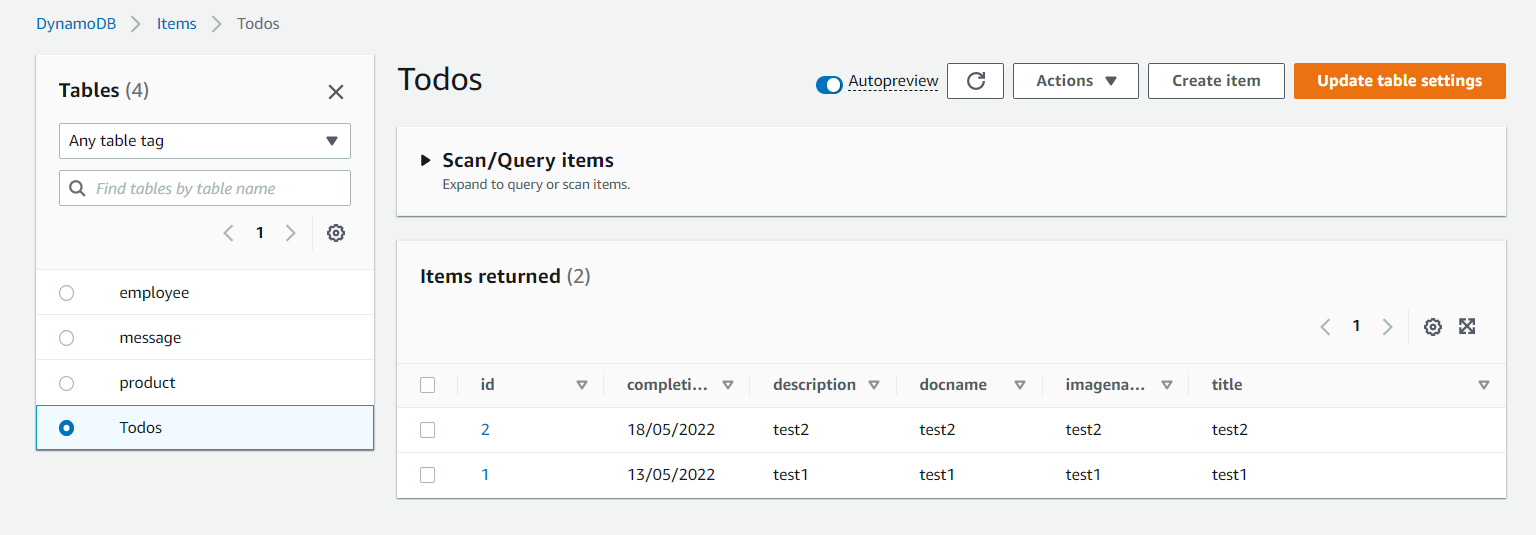 DynamoDB Items Todos
Tables (4)
Any table tag
Find tables by table name
1
employee
message
product
Todos
Todos
Autopreview
Actions
Create item
Update table settings
Scan/Query items
Expand to query or scan items.
Items returned (2)
1
id completi... description docname imagena... title
2 18/05/2022 test2 test2 test2 test2
1 13/05/2022 test1 test1 test1 test1